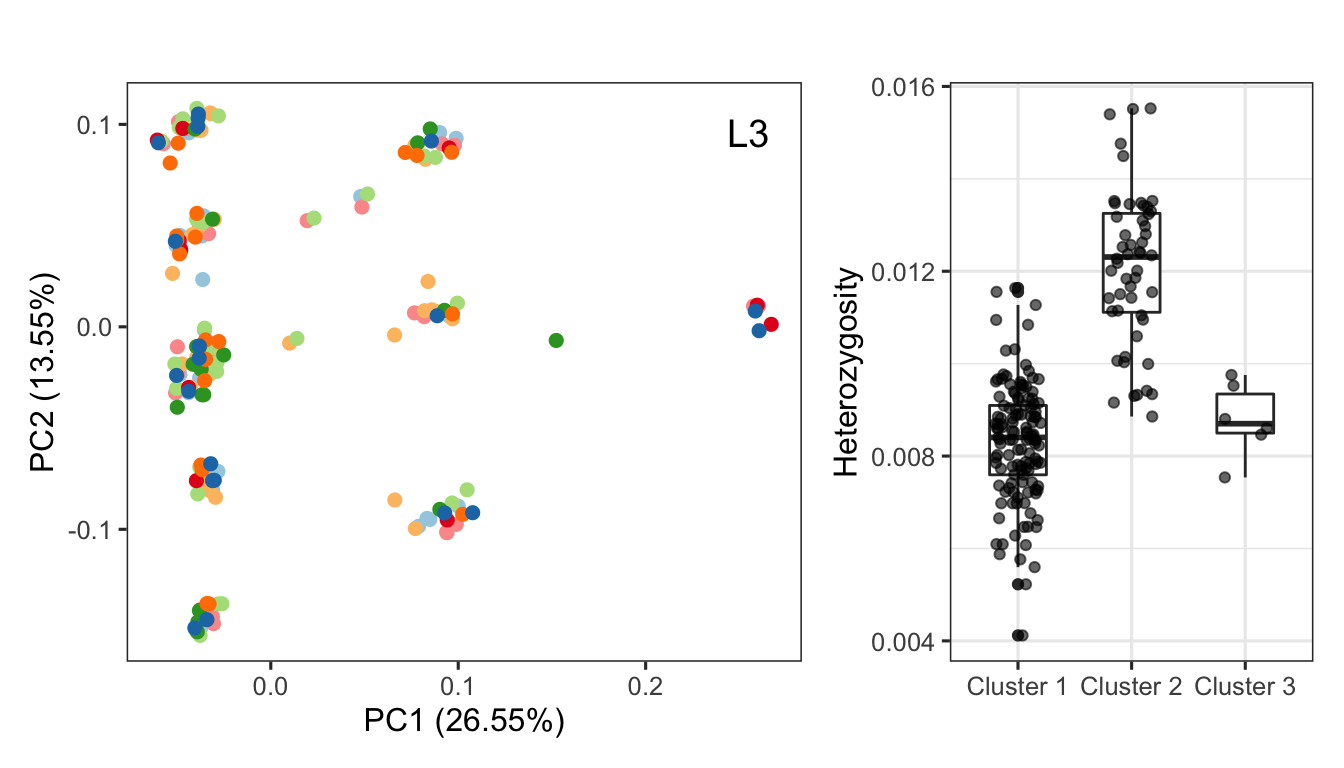 L3
0.1
0.0
-0.1
PC2 (13.55%)
0.0 0.1 0.2
PC1 (26.55%)
0.016
0.012
0.008
0.004
Heterozygosity
Cluster 1 Cluster 2 Cluster 3